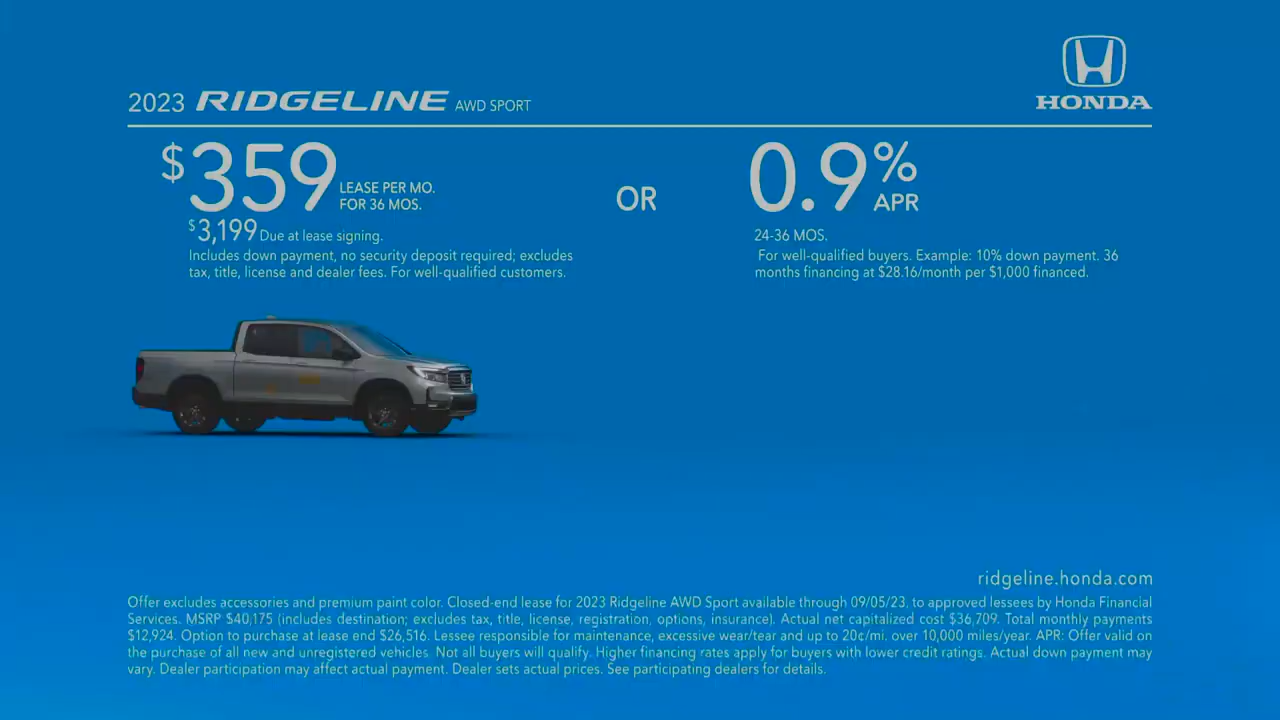 HONDA
2023 RIDGELINE AWD SPORT
$359 LEASE PER MO.
FOR 36 MOS.
$3,199 Due at lease signing.
Includes down payment, no security deposit required; excludes
tax, title, license and dealer fees. For well-qualified customers.
OR
0.9% APR
24-36 MOS.
For well-qualified buyers. Example: 10% down payment. 36
months financing at $28.16/month per $1,000 financed.
ridgeline.honda.com
Offer excludes accessories and premium paint color. Closed-end lease for 2023 Ridgeline AWD Sport available through 09/05/23, to approved lessees by Honda Financial
Services. MSRP $40,175 (includes destination; excludes tax, title, license, registration, options, insurance). Actual net capitalized cost $36,709. Total monthly payments
$12,924. Option to purchase at lease end $26,516. Lessee responsible for maintenance, excessive wear/tear and up to 20¢/mi. over 10,000 miles/year. APR: Offer valid on
the purchase of all new and unregistered vehicles. Not all buyers will qualify. Higher financing rates apply for buyers with lower credit ratings. Actual down payment may
vary. Dealer participation may affect actual payment. Dealer sets actual prices. See participating dealers for details.